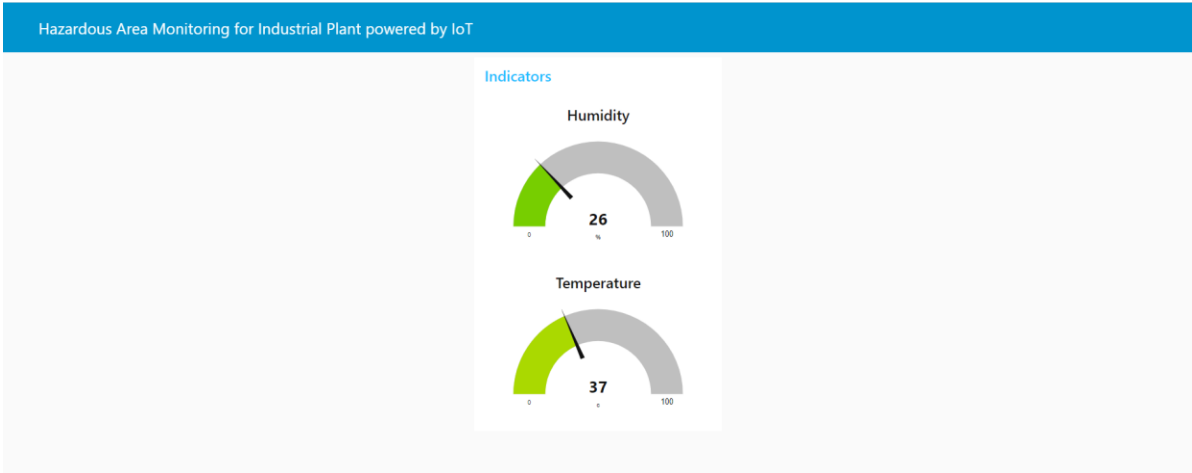 Hazardous Area Monitoring for Industrial Plant powered by IoT
Indicators
Humidity
26
%
0
100
Temperature
37
0
100